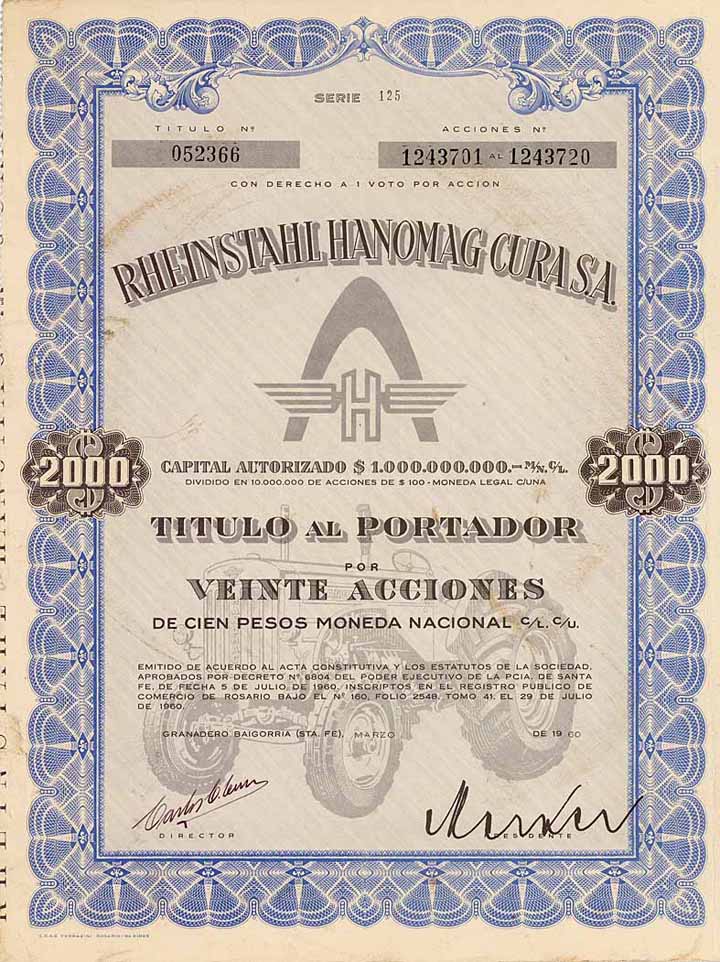 SERIE 125
TITULO Nº
052366
ACCIONES Nº
1243701 AL 1243720
CON DERECHO A 1 VOTO POR ACCION
RHEINSTAHL HANOMAG CURA S.A.
H
2000
2000
CAPITAL AUTORIZADO $ 1.000.000.000.- M/N. C/L.
DIVIDIDO EN 10.000.000 DE ACCIONES DE $ 100 - MONEDA LEGAL C/UNA
TITULO AL PORTADOR
POR
VEINTE ACCIONES
DE CIEN PESOS MONEDA NACIONAL C/L. C/U.
EMITIDO DE ACUERDO AL ACTA CONSTITUTIVA Y LOS ESTATUTOS DE LA SOCIEDAD,
APROBADOS POR DECRETO Nº 6804 DEL PODER EJECUTIVO DE LA PCIA. DE SANTA
FE, DE FECHA 5 DE JULIO DE 1960, INSCRIPTOS EN EL REGISTRO PUBLICO DE
COMERCIO DE ROSARIO BAJO EL Nº 160, FOLIO 2548, TOMO 41, EL 29 DE JULIO
DE 1960.
GRANADERO BAIGORRIA (STA. FE), MARZO DE 1960
DIRECTOR